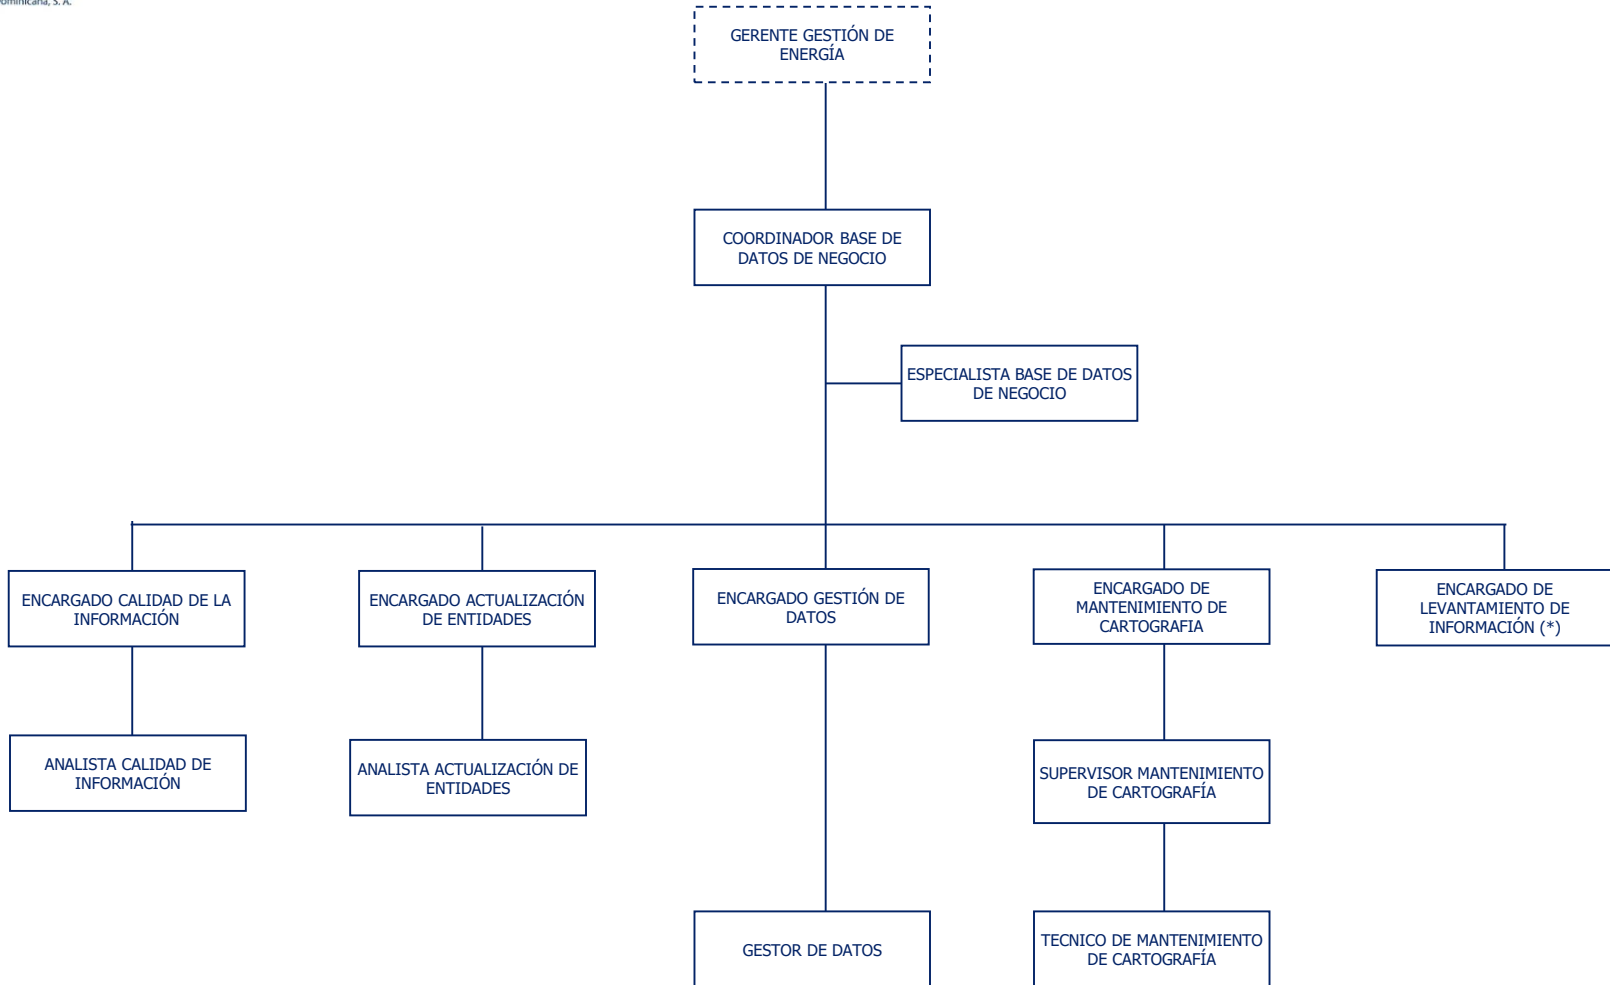 ominicana, S. A.
GERENTE GESTIÓN DE
ENERGÍA
COORDINADOR BASE DE
DATOS DE NEGOCIO
ESPECIALISTA BASE DE DATOS
DE NEGOCIO
ENCARGADO CALIDAD DE LA
INFORMACIÓN
ENCARGADO ACTUALIZACIÓN
DE ENTIDADES
ENCARGADO GESTIÓN DE
DATOS
ENCARGADO DE
MANTENIMIENTO DE
CARTOGRAFIA
ENCARGADO DE
LEVANTAMIENTO DE
INFORMACIÓN (*)
ANALISTA CALIDAD DE
INFORMACIÓN
ANALISTA ACTUALIZACIÓN DE
ENTIDADES
SUPERVISOR MANTENIMIENTO
DE CARTOGRAFÍA
GESTOR DE DATOS
TECNICO DE MANTENIMIENTO
DE CARTOGRAFÍA